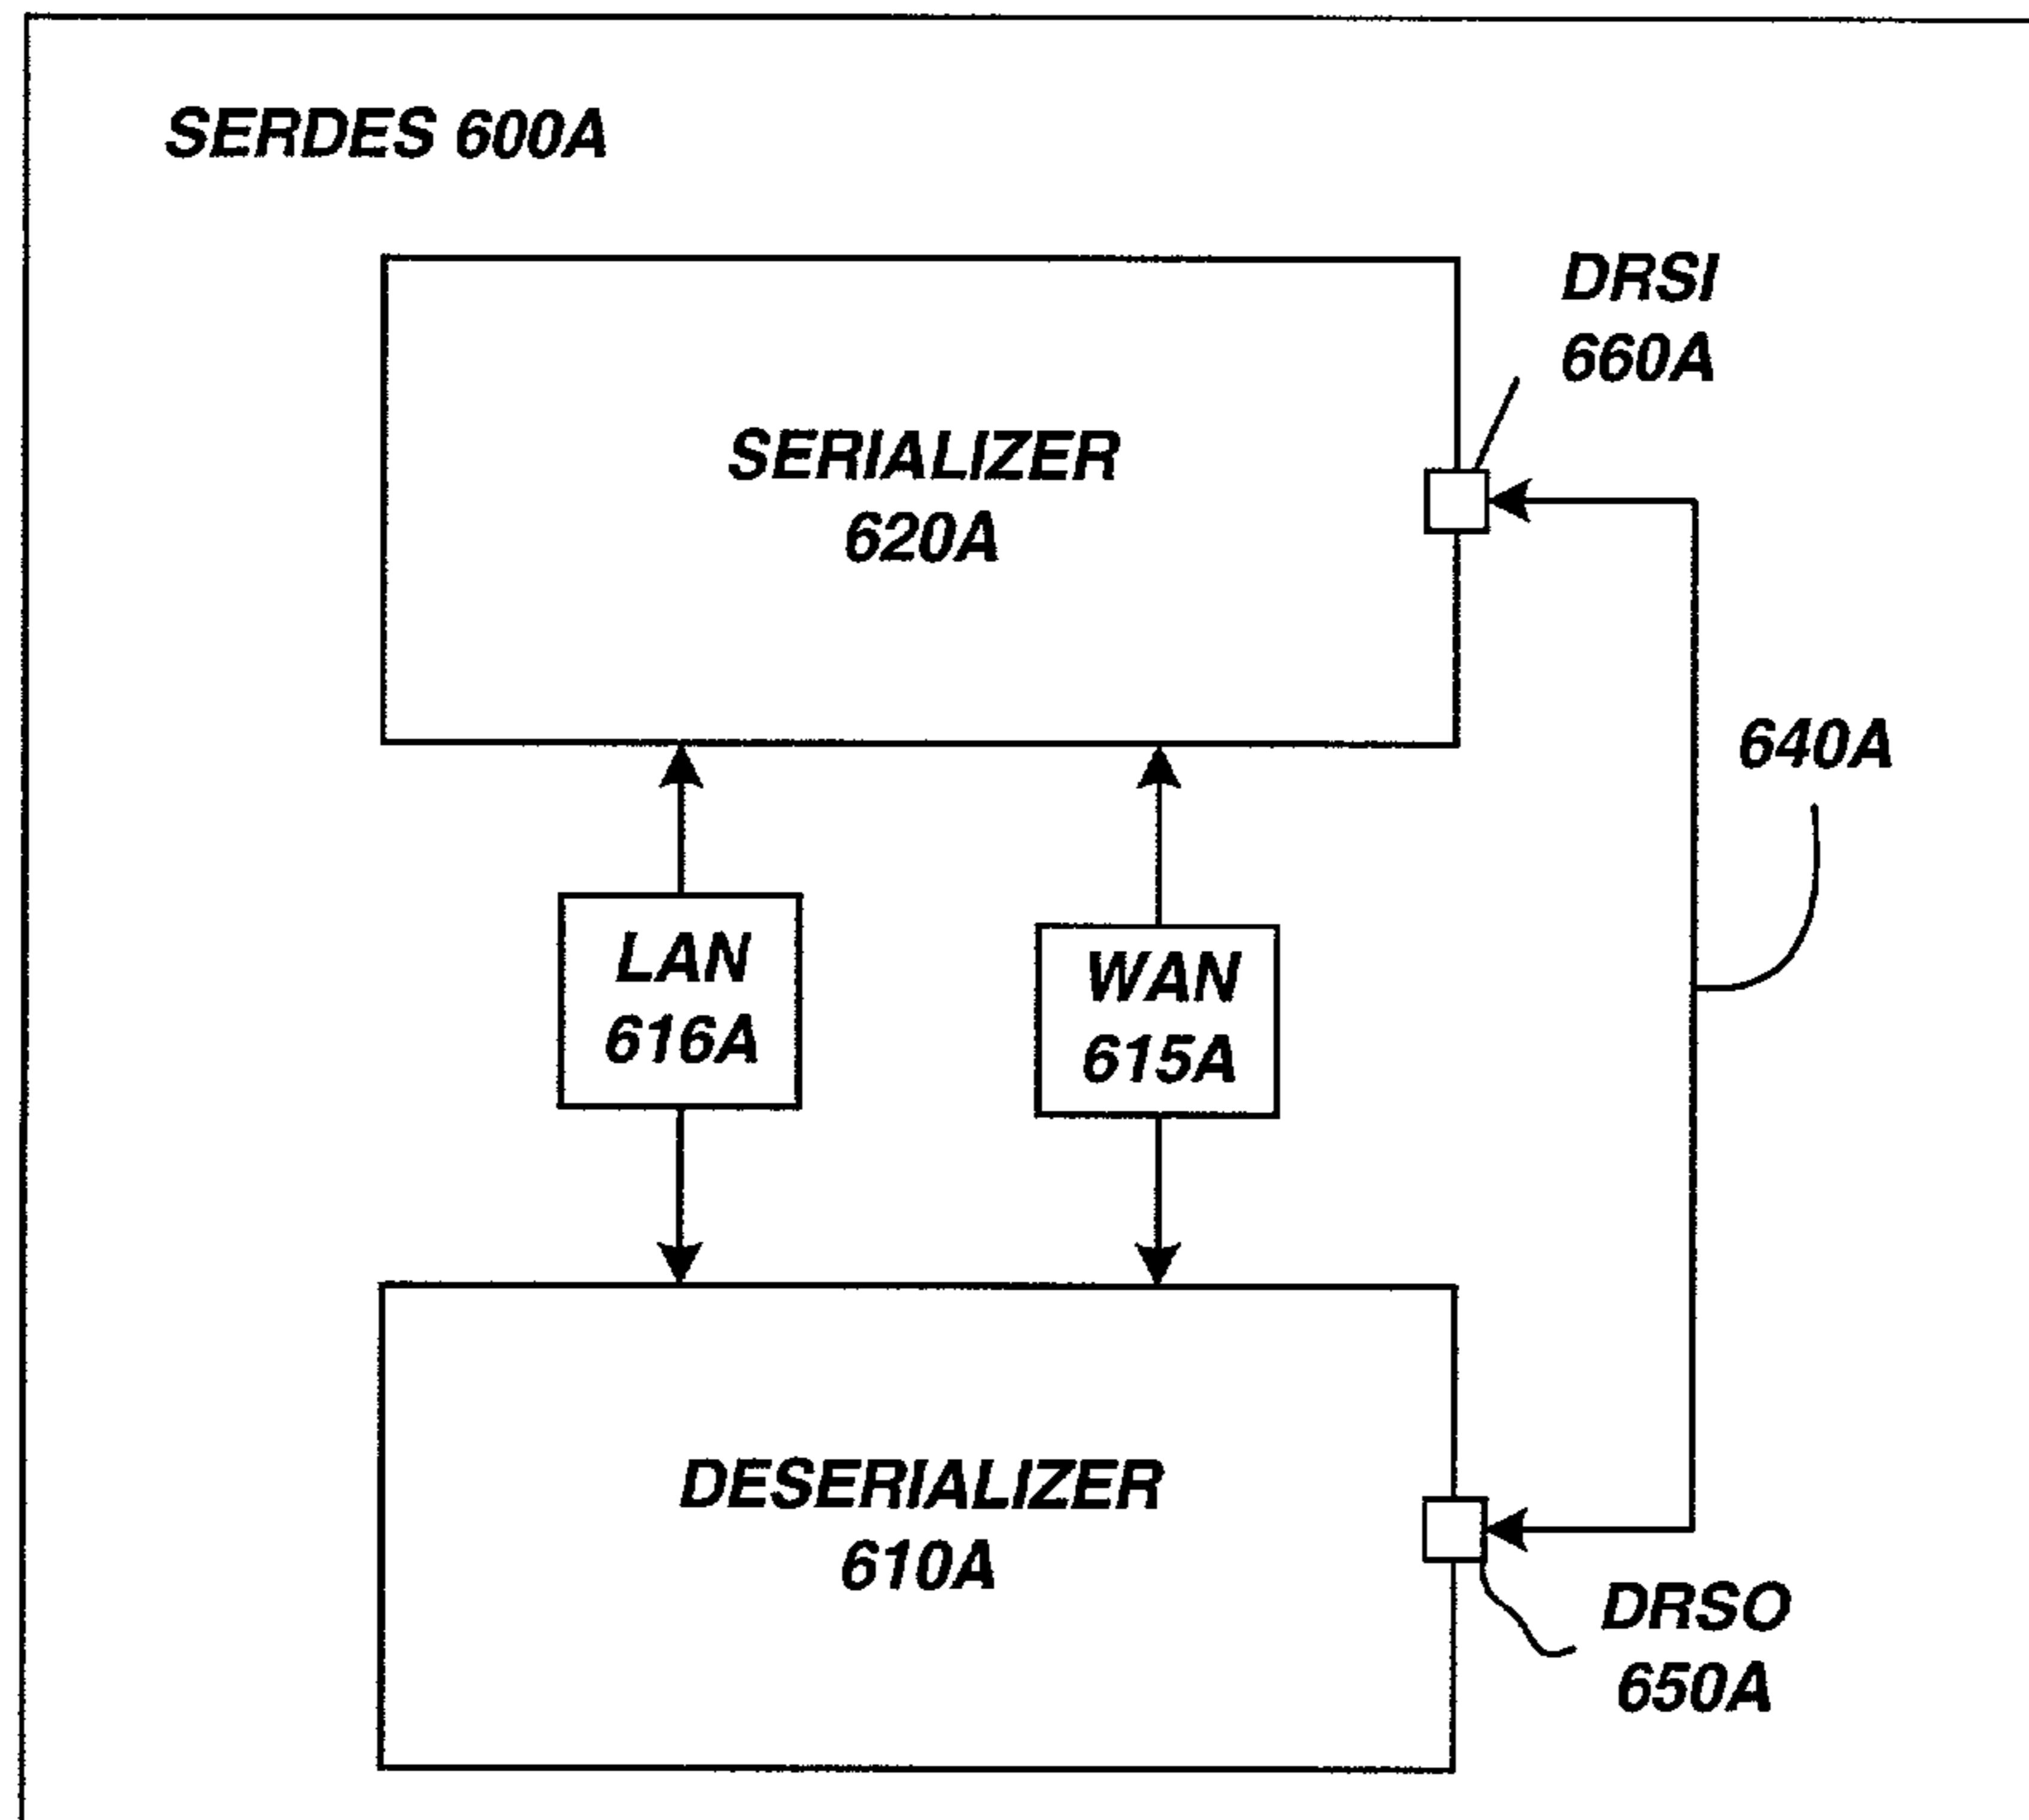 SERDES 600A
DRSI
660A
SERIALIZER
620A
640A
LAN
616A
WAN
615A
DESERIALIZER
610A
DRSO
650A